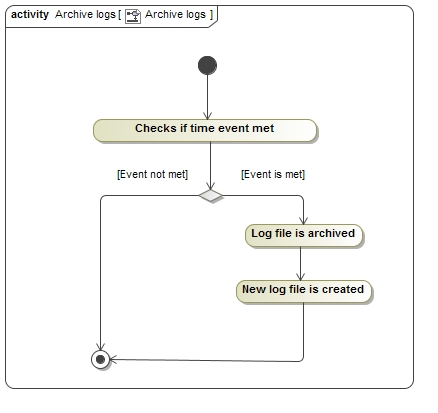 activity Archive logs [ Archive logs ]
Checks if time event met
[Event not met] [Event is met]
Log file is archived
New log file is created